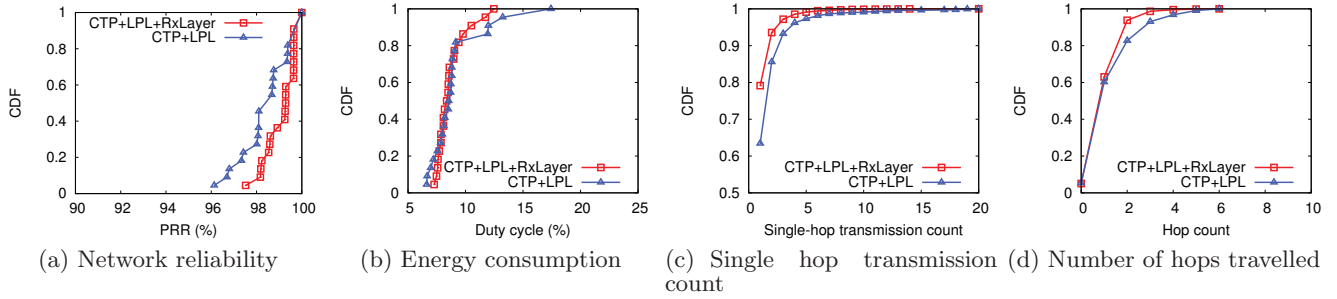 1
0.8
0.6
0.4
0.2
0
CDF
90 92 94 96 98 100
PRR (%)
CTP+LPL+RxLayer
CTP+LPL
(a) Network reliability
1
0.8
0.6
0.4
0.2
0
CDF
5 10 15 20 25
Duty cycle (%)
CTP+LPL+RxLayer
CTP+LPL
(b) Energy consumption
1
0.9
0.8
0.7
0.6
0.5
CDF
0 5 10 15 20
Single-hop transmission count
CTP+LPL+RxLayer
CTP+LPL
(c) Single hop transmission
count
1
0.8
0.6
0.4
0.2
0
CDF
0 2 4 6 8 10
Hop count
CTP+LPL+RxLayer
CTP+LPL
(d) Number of hops travelled